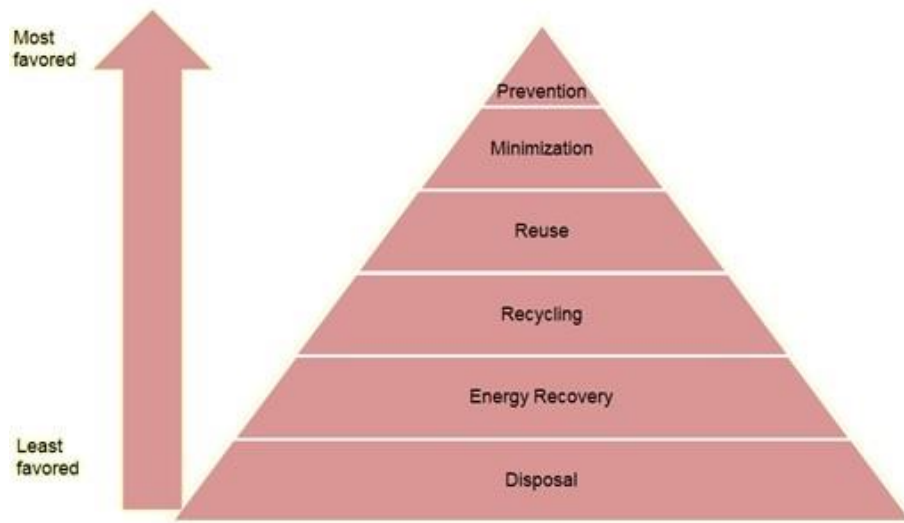 Most
favored
Prevention
Minimization
Reuse
Recycling
Energy Recovery
Least
favored
Disposal